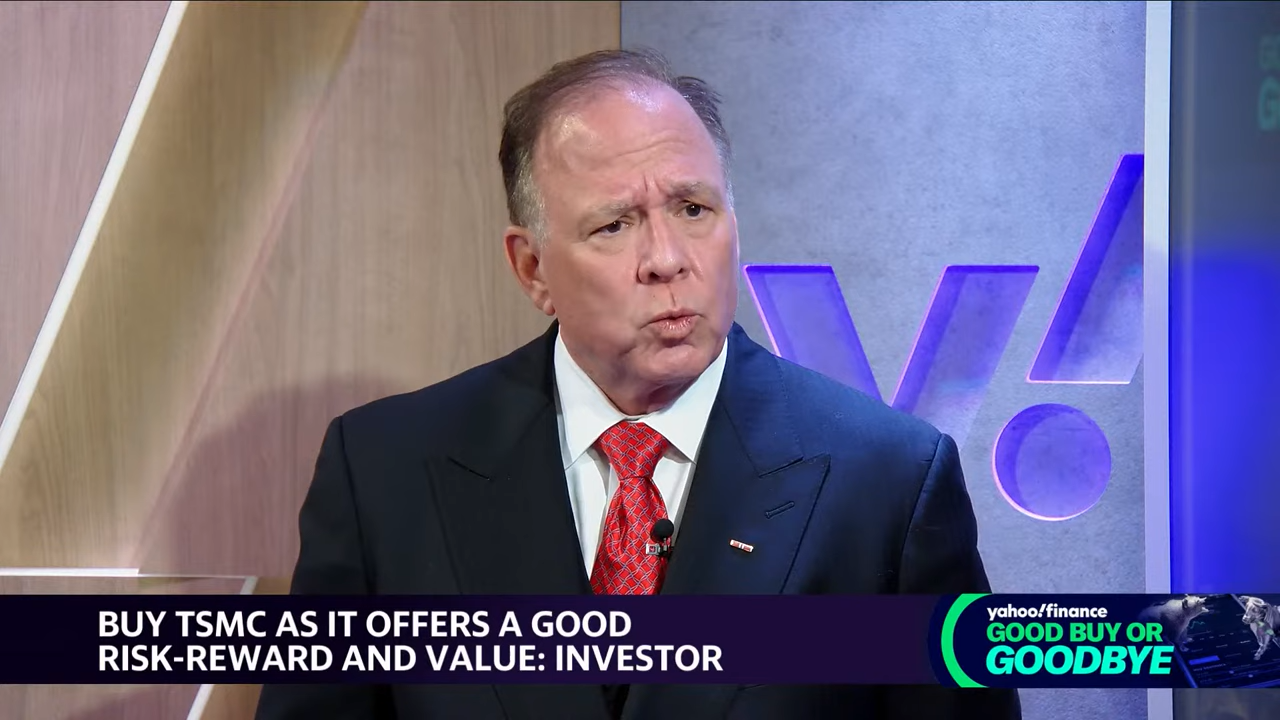 y!
BUY TSMC AS IT OFFERS A GOOD
RISK-REWARD AND VALUE: INVESTOR
yahoo!finance
GOOD BUY OR
GOODBYE